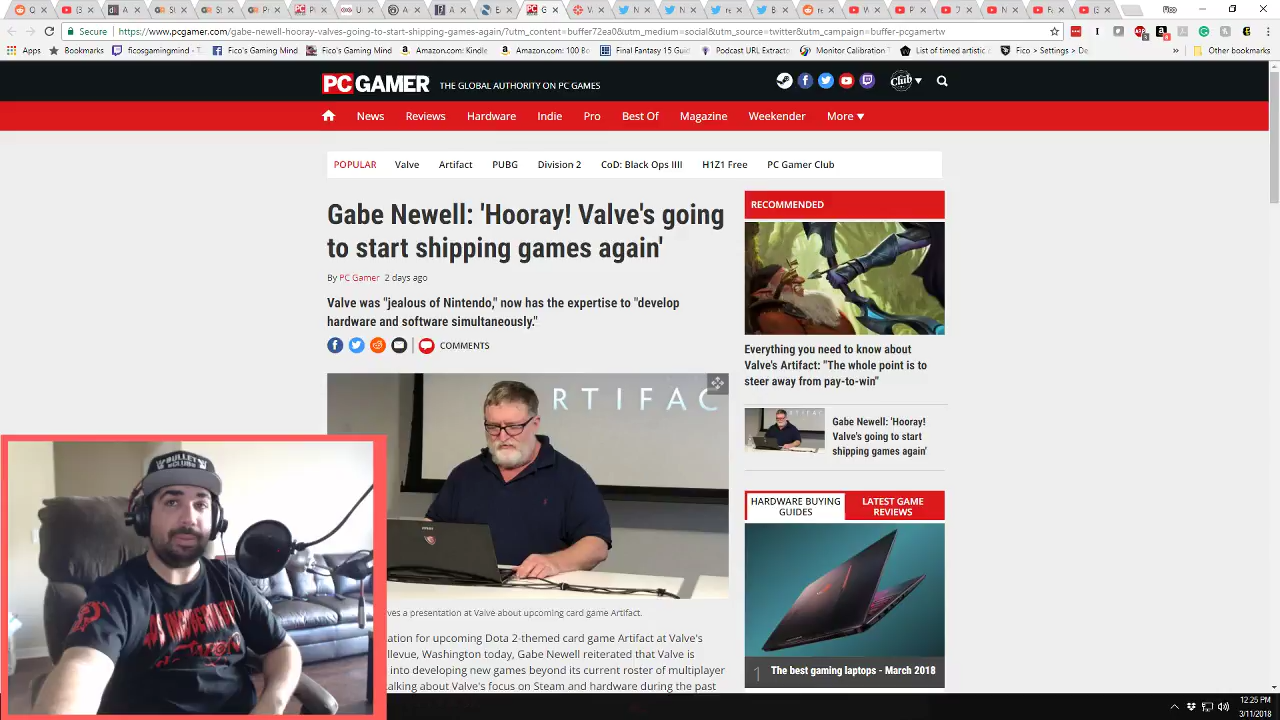 Secure
https://www.pcgamer.com/gabe-newell-hooray-valves-going-to-start-shipping-games-again/?utm_content=buffer72ea0&utm_medium=social&utm_source=twitter&utm_campaign=buffer-pcgamertw
Apps Bookmarks ficosgamingmind - T Fico's Gaming Mind Fico's Gaming Mind Amazon.com Amazon.com: 100 Bo Final Fantasy 15 Guide Podcast URL Extracto Monitor Calibration T List of timed artistic Fico > Settings > De Other bookmarks
PC GAMER THE GLOBAL AUTHORITY ON PC GAMES
Club
News Reviews Hardware Indie Pro Best Of Magazine Weekender More ▼
POPULAR Valve Artifact PUBG Division 2 CoD: Black Ops IIII H1Z1 Free PC Gamer Club
Gabe Newell: 'Hooray! Valve's going
to start shipping games again'
By PC Gamer 2 days ago
Valve was "jealous of Nintendo," now has the expertise to "develop
hardware and software simultaneously."
COMMENTS
RTIFAC
ves a presentation at Valve about upcoming card game Artifact.
ation for upcoming Dota 2-themed card game Artifact at Valve's
llevue, Washington today, Gabe Newell reiterated that Valve is
into developing new games beyond its current roster of multiplayer
alking about Valve's focus on Steam and hardware during the past
RECOMMENDED
Everything you need to know about
Valve's Artifact: "The whole point is to
steer away from pay-to-win"
Gabe Newell: 'Hooray!
Valve's going to start
shipping games again'
HARDWARE BUYING
GUIDES
LATEST GAME
REVIEWS
1 The best gaming laptops - March 2018
BULLET
CLUB
12:25 PM
3/11/2018